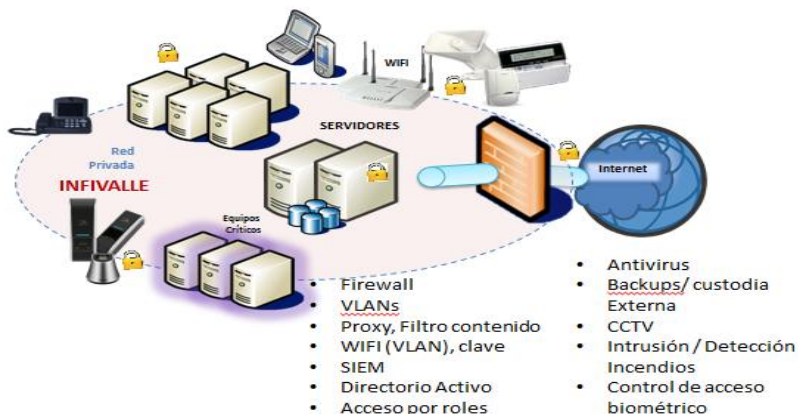 WIFI
SERVIDORES
Red
Privada
INFIVALLE
Internet
Equipos
Críticos
• Firewall
• VLANs
• Proxy, Filtro contenido
• WIFI (VLAN), clave
• SIEM
• Directorio Activo
• Acceso por roles
• Antivirus
• Backups/ custodia
Externa
• CCTV
• Intrusión / Detección
Incendios
• Control de acceso
biométrico